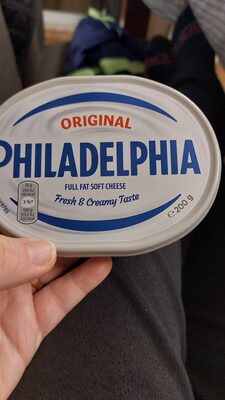 ORIGINAL
PHILADELPHIA
FULL FAT SOFT CHEESE
Fresh & Creamy Taste
℮200 g